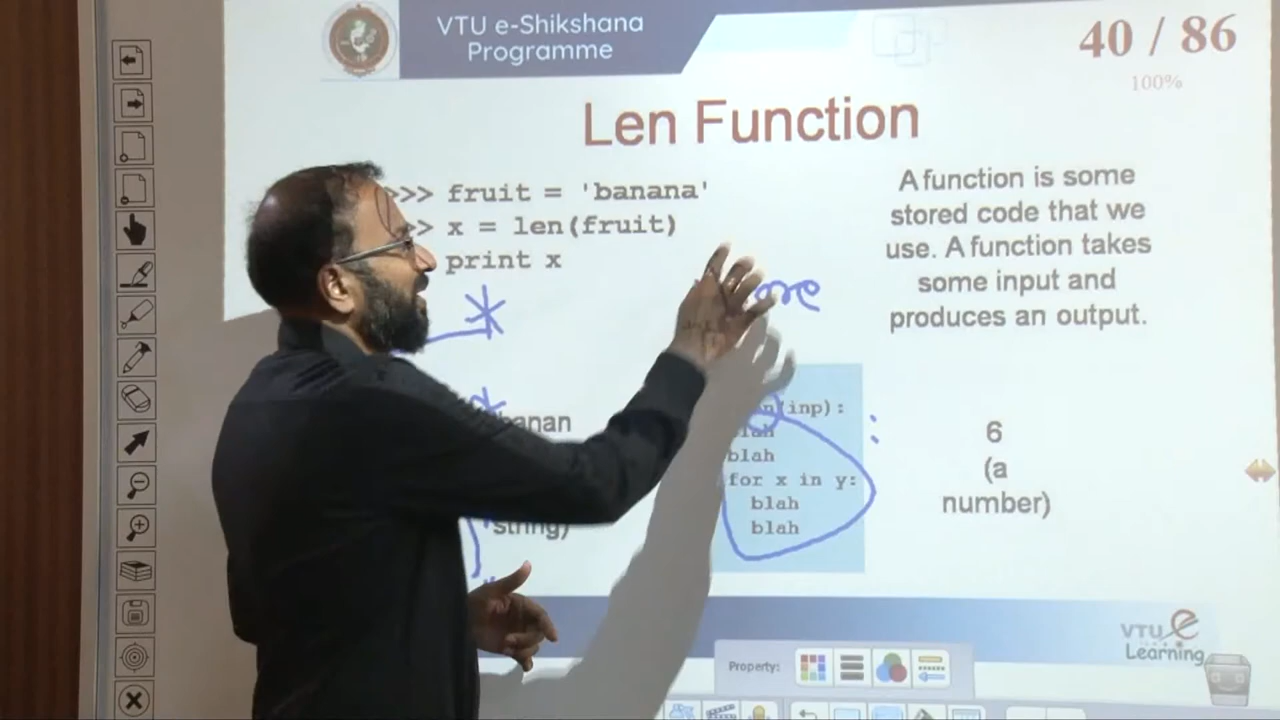 VTU e-Shikshana
Programme
40 / 86
100%
Len Function
>>> fruit = 'banana'
>> x = len(fruit)
print x
A function is some
stored code that we
use. A function takes
some input and
produces an output.
banan
string)
(inp):
blah
blah
for x in y:
blah
blah
6
(a
number)
VTU e
Learning
Property: